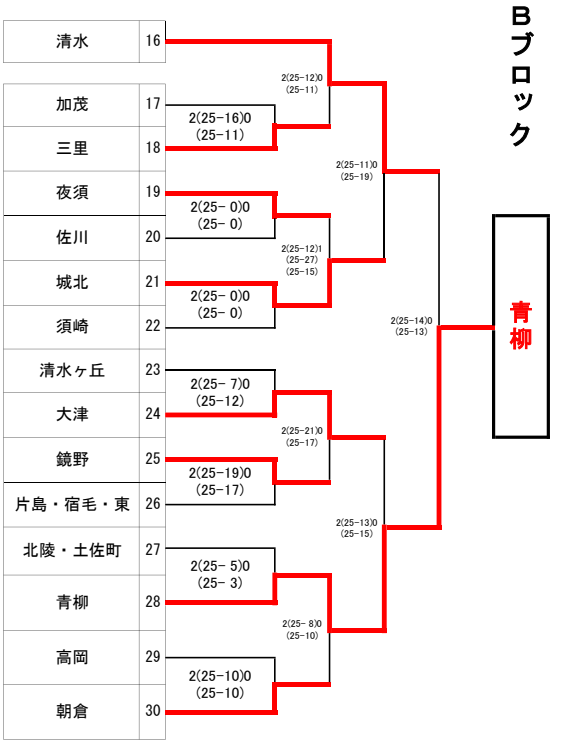 Bブロック
清水 16
加茂 17
三里 18
夜須 19
佐川 20
城北 21
須崎 22
清水ヶ丘 23
大津 24
鏡野 25
片島・宿毛・東 26
北陵・土佐町 27
青柳 28
高岡 29
朝倉 30
2(25-16)0
(25-11)
2(25- 0)0
(25- 0)
2(25- 0)0
(25- 0)
2(25- 7)0
(25-12)
2(25-19)0
(25-17)
2(25- 5)0
(25- 3)
2(25-10)0
(25-10)
2(25-12)0
(25-11)
2(25-12)1
(25-27)
(25-15)
2(25-21)0
(25-17)
2(25- 8)0
(25-10)
2(25-11)0
(25-19)
2(25-13)0
(25-15)
2(25-14)0
(25-13)
青柳